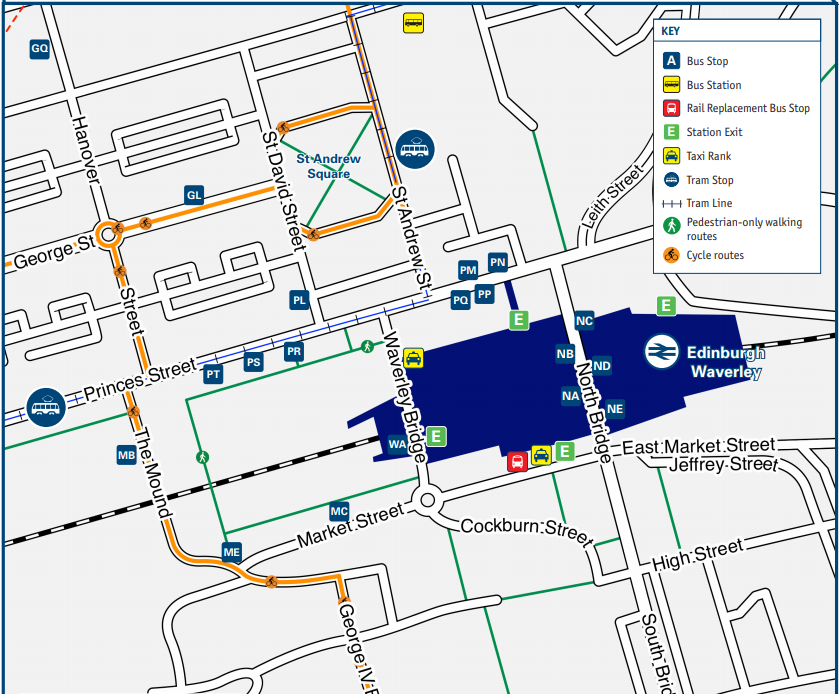 GQ
KEY
A Bus Stop
Bus Station
Rail Replacement Bus Stop
E Station Exit
Taxi Rank
Tram Stop
Tram Line
Pedestrian-only walking
routes
Cycle routes
Hanover
Street
St David Street
St Andrew
Square
St Andrew St
Leith Street
GL
George St
PM
PN
PQ
PP
PL
E
E
NC
PR
PS
PT
Princes Street
Waverley Bridge
NB
ND
Edinburgh
Waverley
NA
NE
North Bridge
MB
The Mound
WA
E
E
East Market Street
Jeffrey Street
MC
Market Street
Cockburn Street
ME
High Street
George IV
South Brid